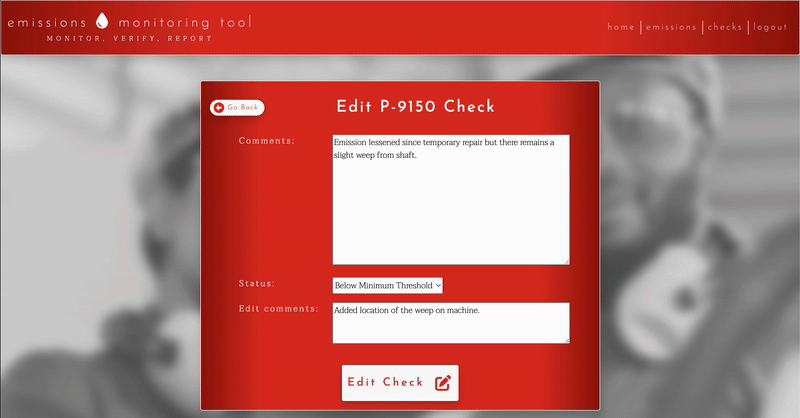 emissions monitoring tool
MONITOR, VERIFY, REPORT
home emissions checks logout
Go Back
Edit P-9150 Check
Comments:
Emission lessened since temporary repair but there remains a
slight weep from shaft.
Status:
Below Minimum Threshold
Edit comments:
Added location of the weep on machine.
Edit Check